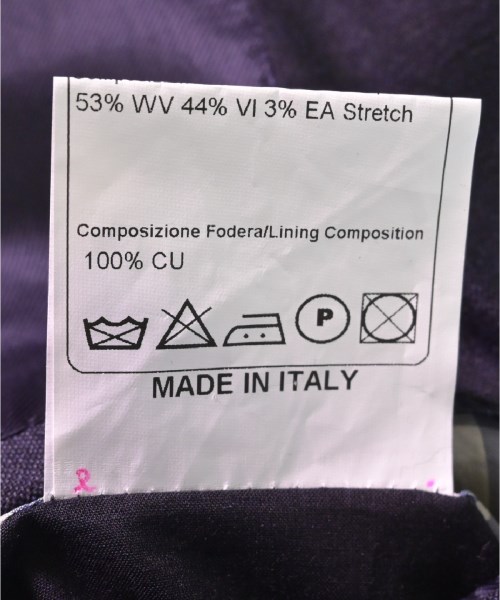 53% WV 44% VI 3% EA Stretch
Composizione Fodera/Lining Composition
100% CU
P
MADE IN ITALY